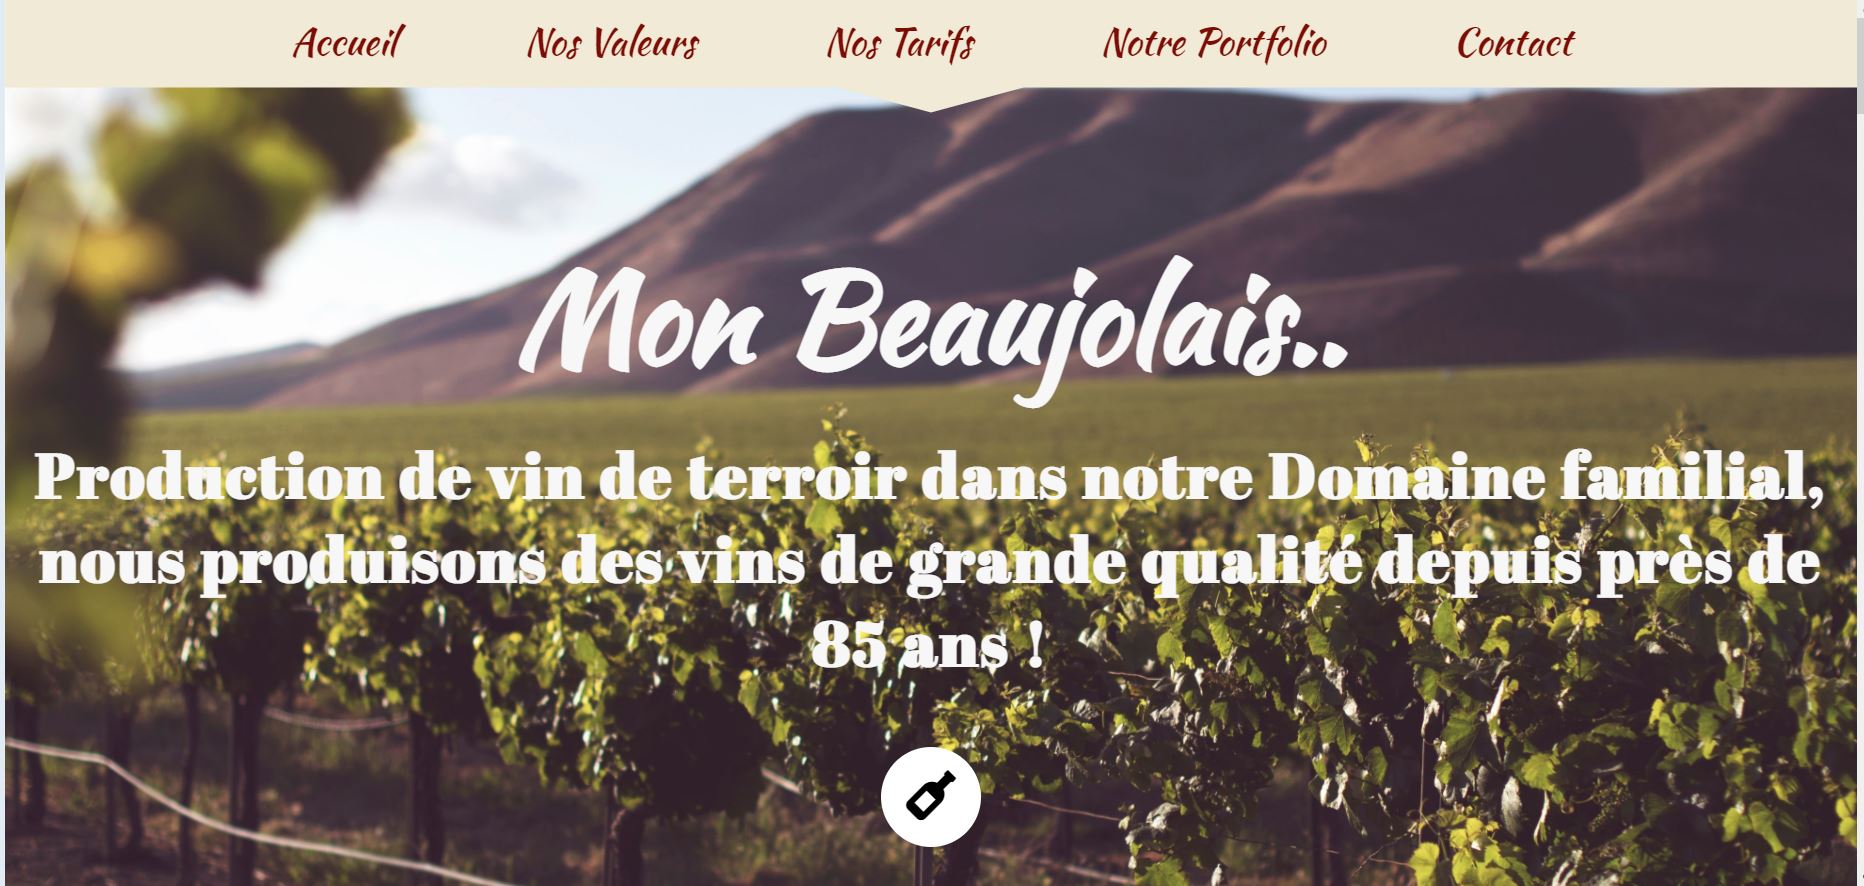 Accueil Nos Valeurs Nos Tarifs Notre Portfolio Contact
Mon Beaujolais..
Production de vin de terroir dans notre Domaine familial,
nous produisons des vins de grande qualité depuis près de
85 ans !